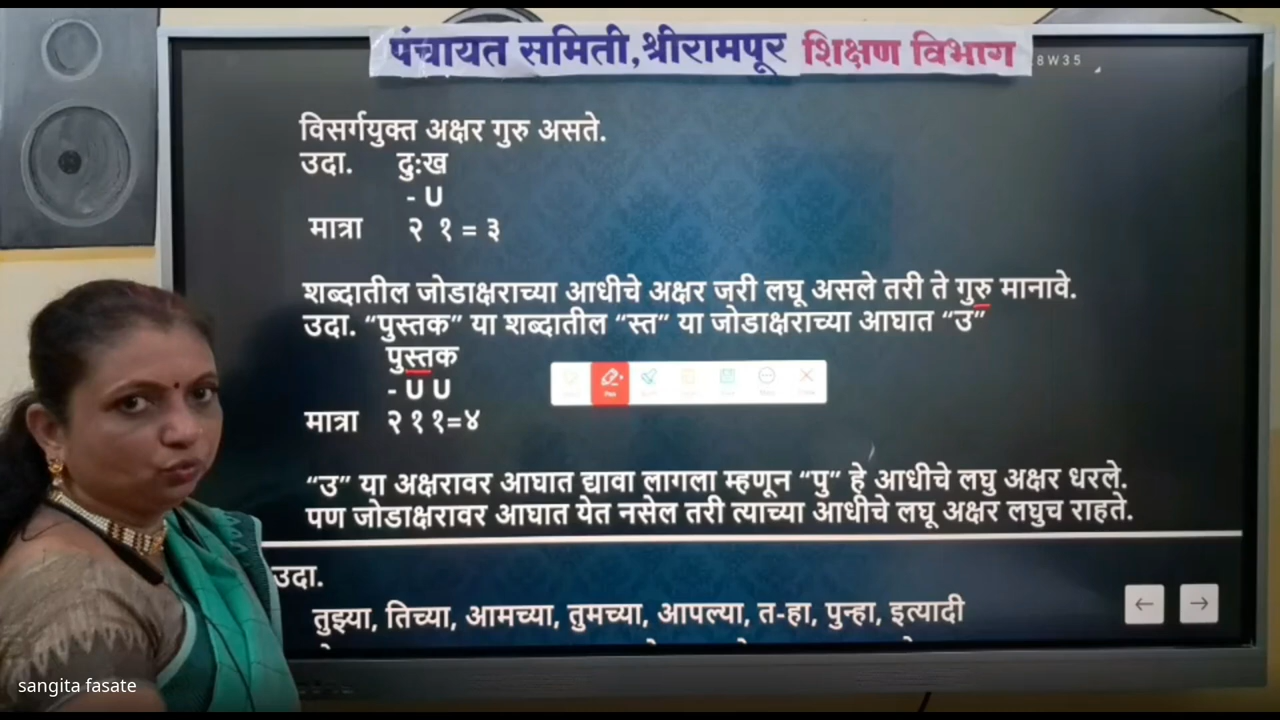 पंचायत समिती,श्रीरामपूर शिक्षण विभाग
8W35
विसर्गयुक्त अक्षर गुरु असते.
उदा. दुःख
- U
मात्रा २ १ = ३
शब्दातील जोडाक्षराच्या आधीचे अक्षर जरी लघू असले तरी ते गुरु मानावे.
उदा. “पुस्तक” या शब्दातील “स्त” या जोडाक्षराच्या आघात “उ”
पुस्तक
- U U
मात्रा २ १ १=४
“उ” या अक्षरावर आघात द्यावा लागला म्हणून “पु” हे आधीचे लघु अक्षर धरले.
पण जोडाक्षरावर आघात येत नसेल तरी त्याच्या आधीचे लघू अक्षर लघुच राहते.
उदा.
तुझ्या, तिच्या, आमच्या, तुमच्या, आपल्या, त-हा, पुन्हा, इत्यादी
sangita fasate